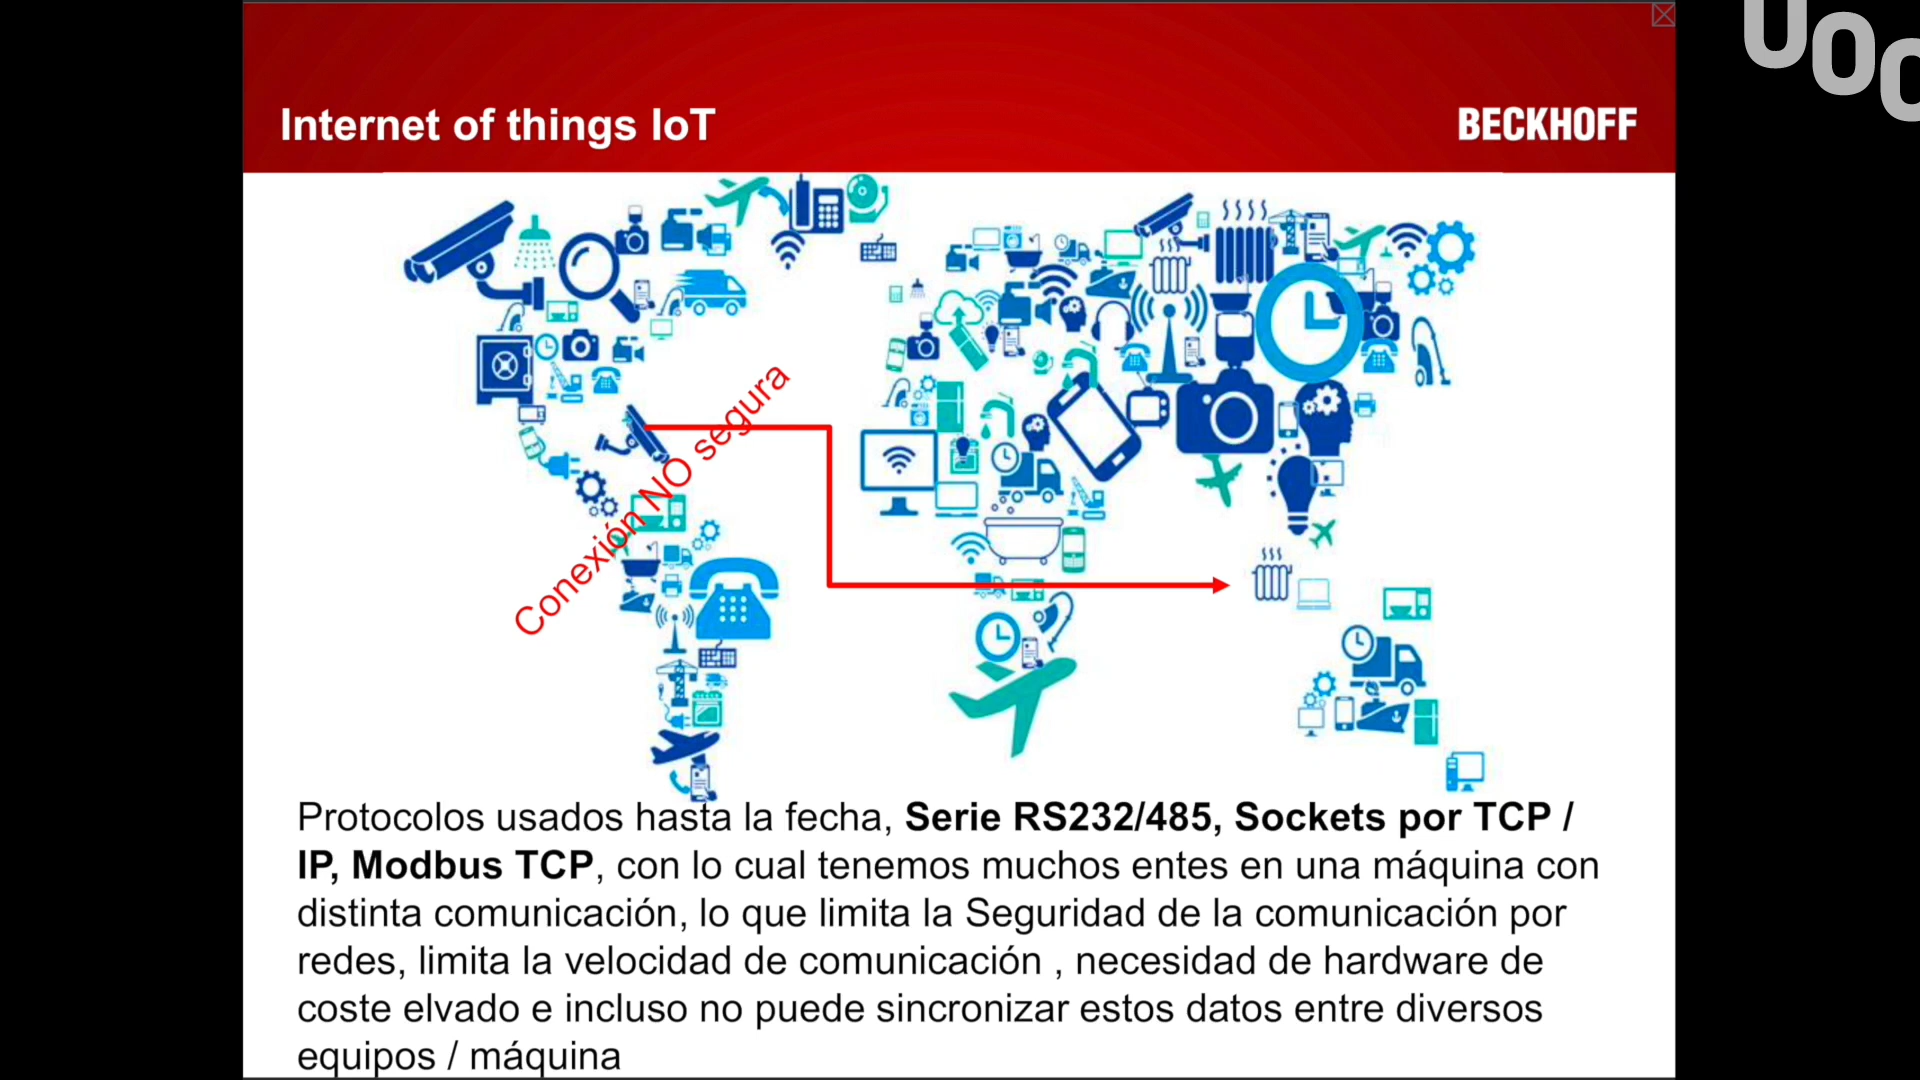 UOC
Internet of things IoT
BECKHOFF
Conexión NO segura
Protocolos usados hasta la fecha, Serie RS232/485, Sockets por TCP /
IP, Modbus TCP, con lo cual tenemos muchos entes en una máquina con
distinta comunicación, lo que limita la Seguridad de la comunicación por
redes, limita la velocidad de comunicación , necesidad de hardware de
coste elvado e incluso no puede sincronizar estos datos entre diversos
equipos / máquina